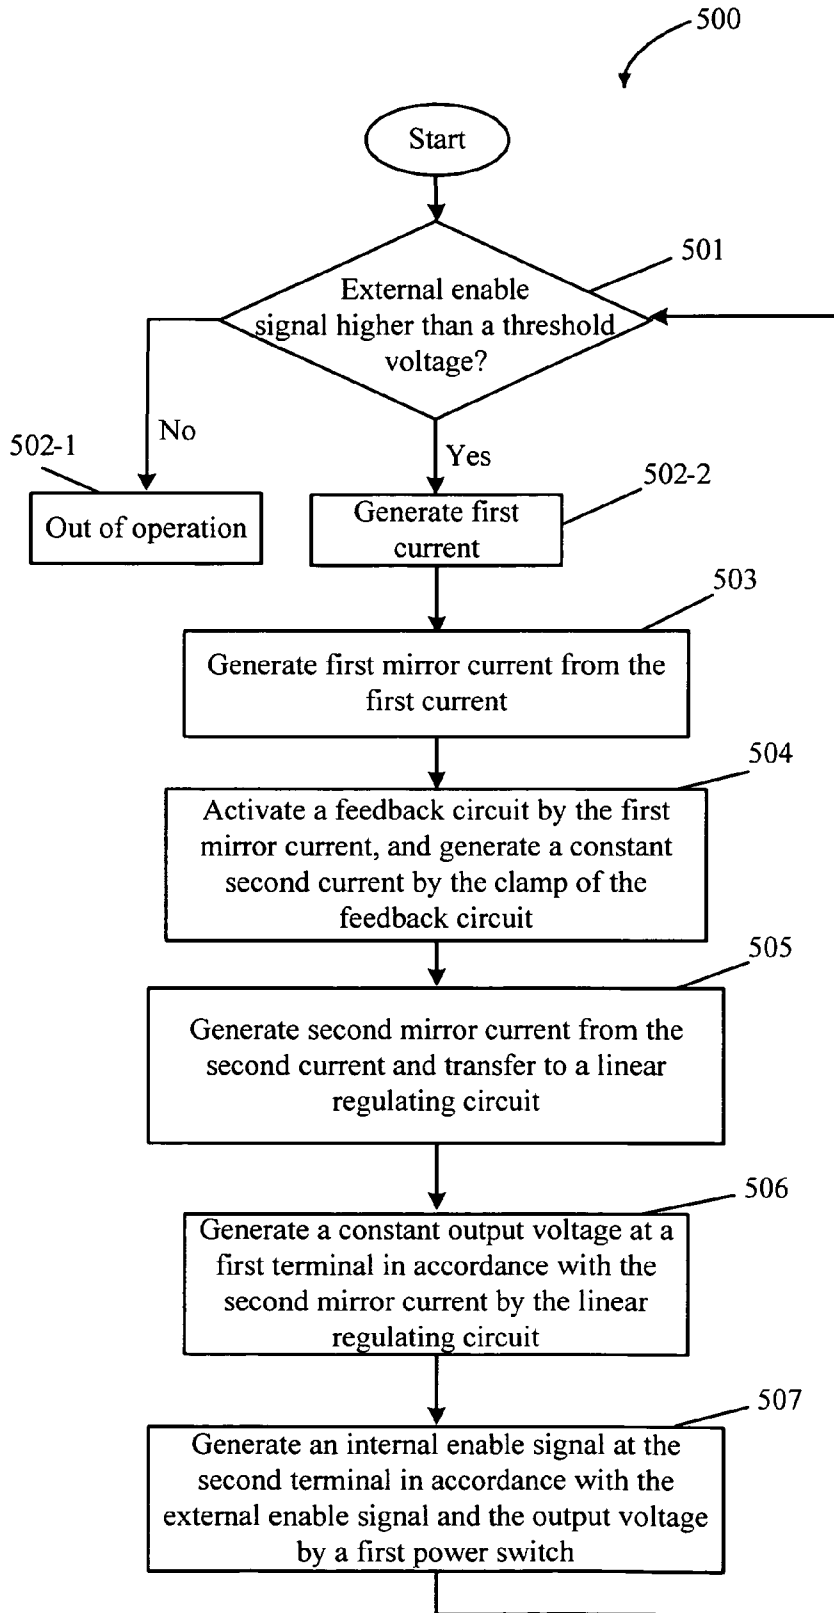 500
Start
501
External enable
signal higher than a threshold
voltage?
No
Yes
502-1
502-2
Out of operation
Generate first
current
503
Generate first mirror current from the
first current
504
Activate a feedback circuit by the first
mirror current, and generate a constant
second current by the clamp of the
feedback circuit
505
Generate second mirror current from the
second current and transfer to a linear
regulating circuit
506
Generate a constant output voltage at a
first terminal in accordance with the
second mirror current by the linear
regulating circuit
507
Generate an internal enable signal at the
second terminal in accordance with the
external enable signal and the output voltage
by a first power switch